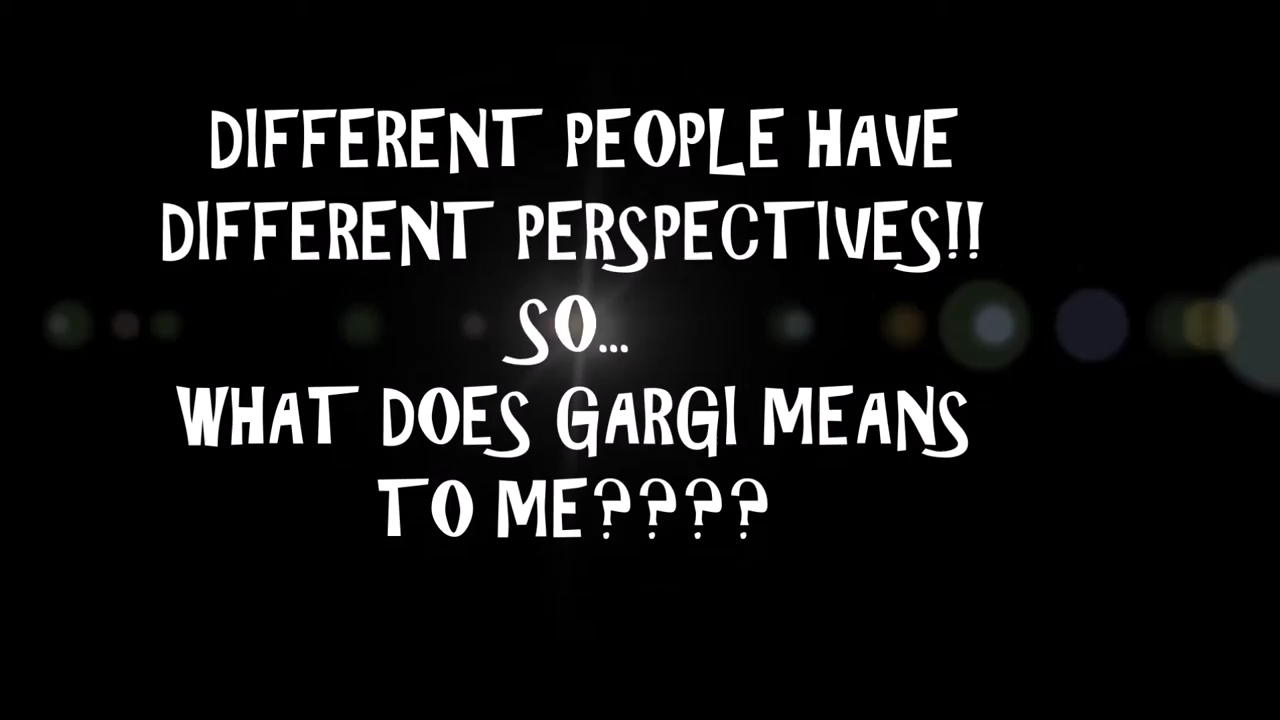 DIFFERENT PEOPLE HAVE
DIFFERENT PERSPECTIVES!!
SO...
WHAT DOES GARGI MEANS
TO ME????